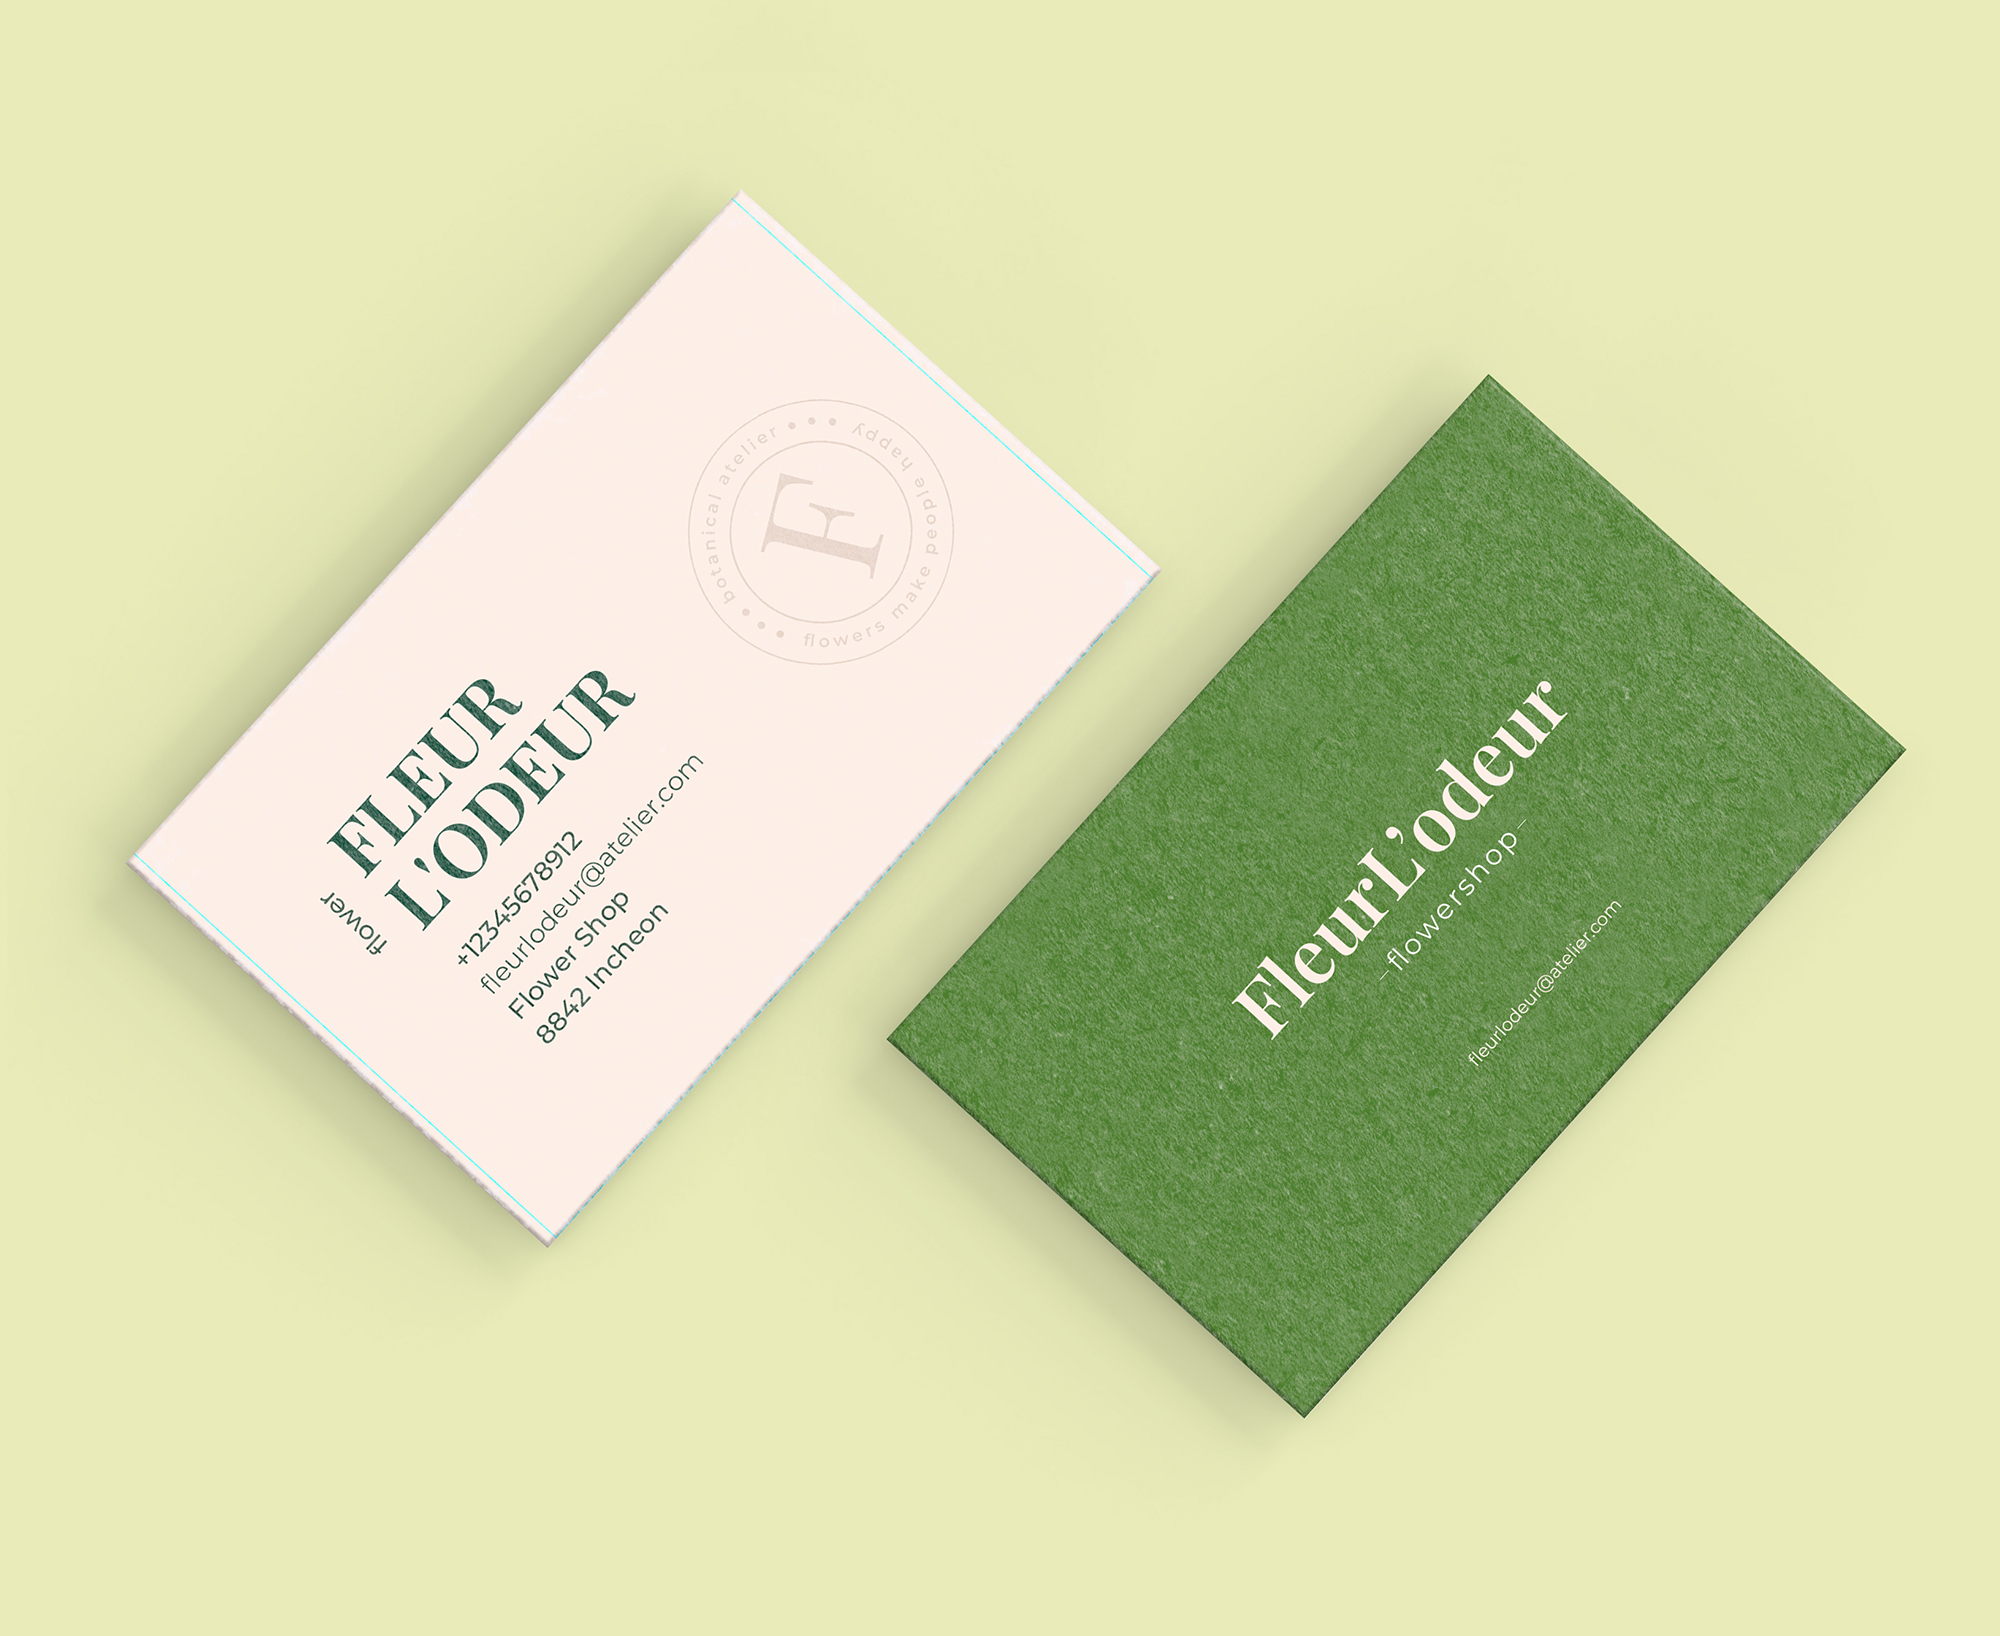 flower
FLEUR
L'ODEUR
+12345678912
fleurlodeur@atelier.com
Flower Shop
8842 Incheon
botanical atelier
F
flowers make people happy
FleurL’odeur
–flowershop–
fleurlodeur@atelier.com